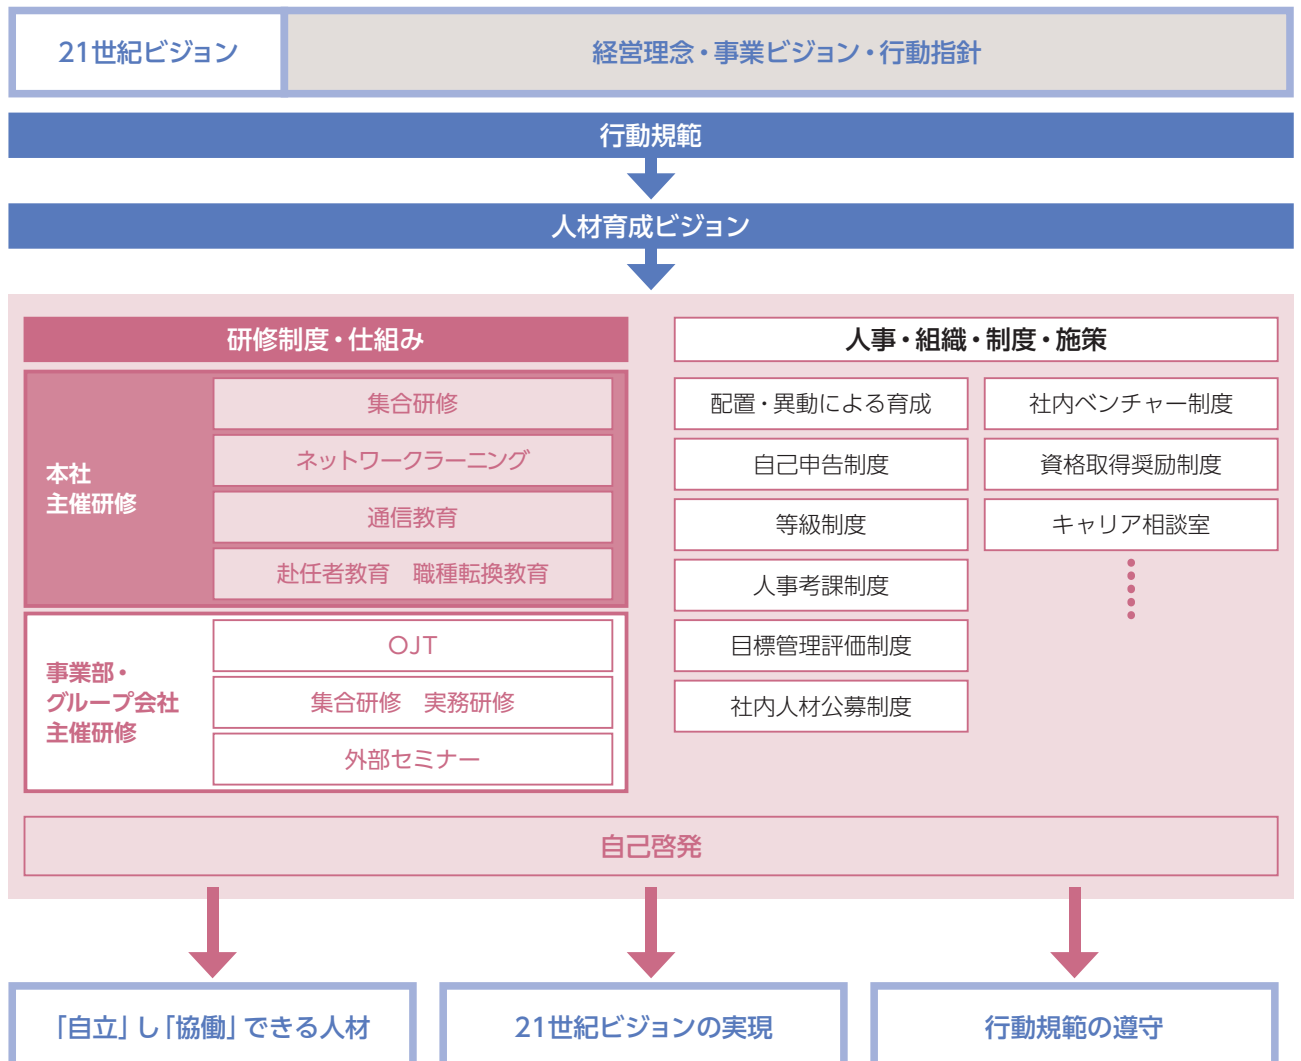 21世紀ビジョン
経営理念・事業ビジョン・行動指針
行動規範
人材育成ビジョン
研修制度・仕組み
本社
主催研修
集合研修
ネットワークラーニング
通信教育
赴任者教育　職種転換教育
事業部・
グループ会社
主催研修
OJT
集合研修　実務研修
外部セミナー
人事・組織・制度・施策
配置・異動による育成
自己申告制度
等級制度
人事考課制度
目標管理評価制度
社内人材公募制度
社内ベンチャー制度
資格取得奨励制度
キャリア相談室
自己啓発
「自立」し「協働」できる人材
21世紀ビジョンの実現
行動規範の遵守